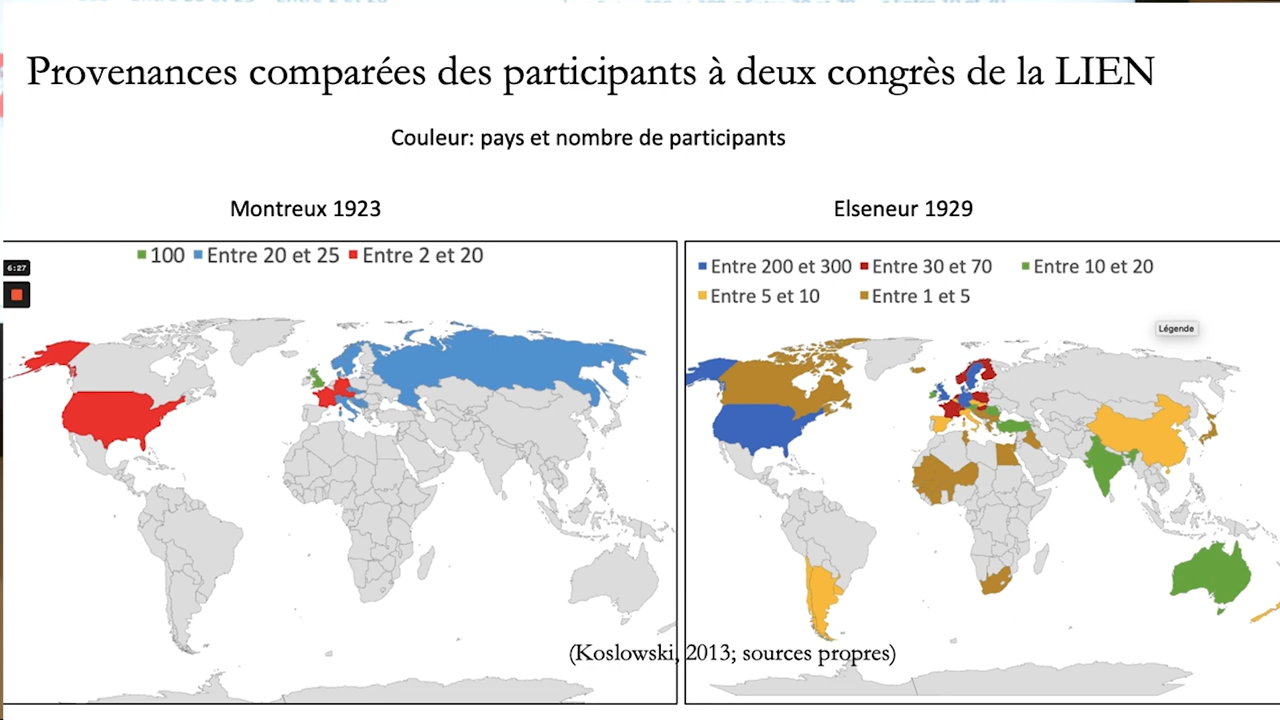 Provenances comparées des participants à deux congrès de la LIEN
Couleur: pays et nombre de participants
Montreux 1923
Elseneur 1929
100 Entre 20 et 25 Entre 2 et 20
6:27
Entre 200 et 300 Entre 30 et 70 Entre 10 et 20
Entre 5 et 10 Entre 1 et 5
Légende
(Koslowski, 2013; sources propres)